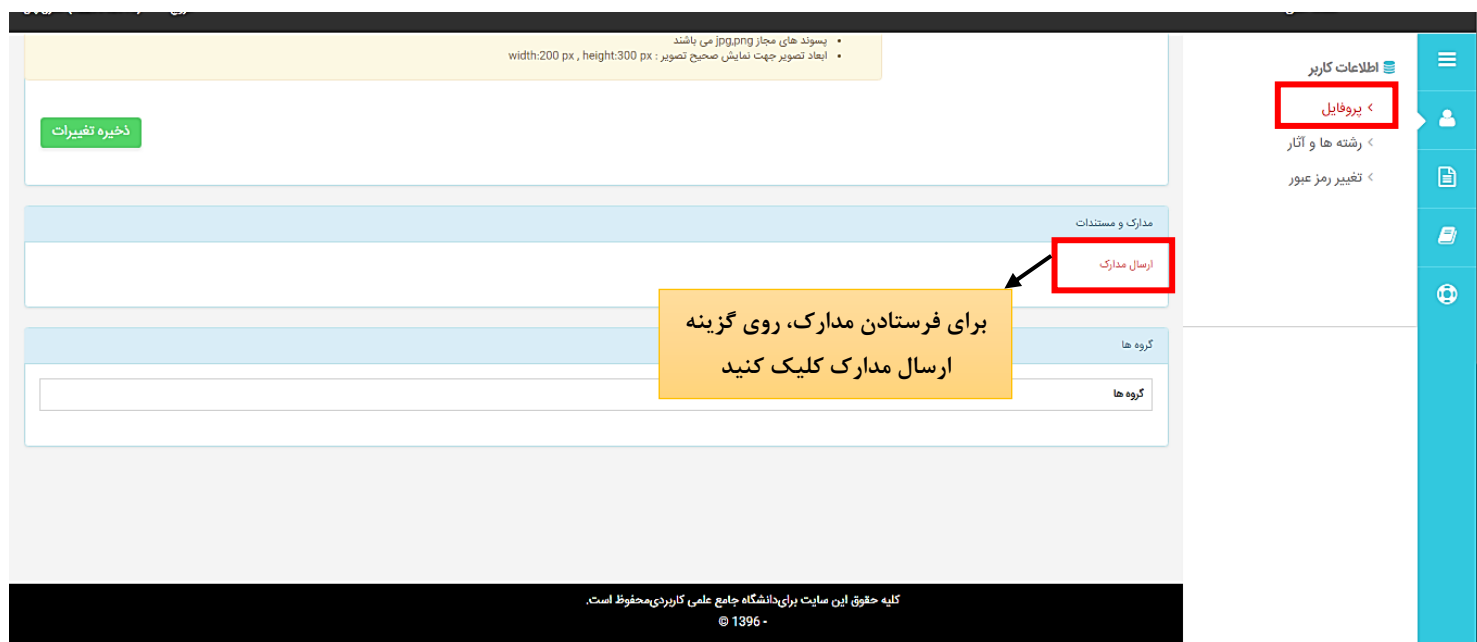 پسوند های مجاز jpg,png می باشند
ابعاد تصویر جهت نمایش صحیح تصویر : width:200 px , height:300 px
ذخیره تغییرات
اطلاعات کاربر
پروفایل
رشته ها و آثار
تغییر رمز عبور
مدارک و مستندات
ارسال مدارک
برای فرستادن مدارک، روی گزینه
ارسال مدارک کلیک کنید
گروه ها
گروه ها
کلیه حقوق این سایت برای‌دانشگاه جامع علمی کاربردی‌محفوظ است.
© 1396 -